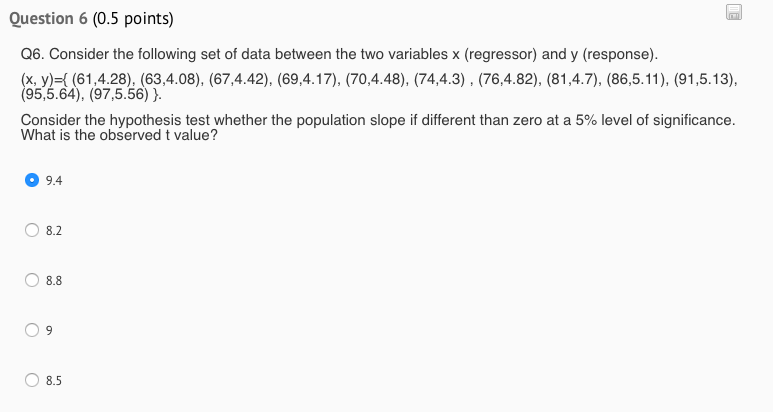 Question 6 (0.5 points)
Q6. Consider the following set of data between the two variables x (regressor) and y (response).
(x, y)={ (61,4.28), (63,4.08), (67,4.42), (69,4.17), (70,4.48), (74,4.3) , (76,4.82), (81,4.7), (86,5.11), (91,5.13),
(95,5.64), (97,5.56) }.
Consider the hypothesis test whether the population slope if different than zero at a 5% level of significance.
What is the observed t value?
9.4
8.2
8.8
9
8.5